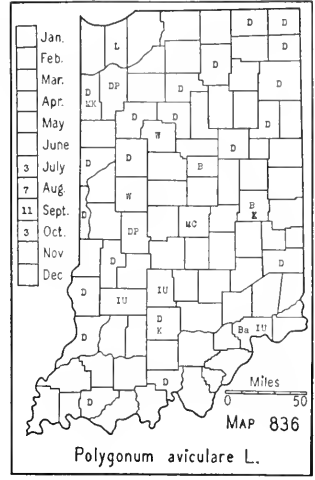 Jan.
Feb.
Mar.
Apr.
May
June
3 July
7 Aug.
11 Sept.
3 Oct.
Nov
Dec
D D
L D
D
D DP D D
MK
D D D
W
D D D
B
W B
K
D MC
DP
D D
D IU IU
D D Ba IU
K
D
D
Miles
0 50
MAP 836
Polygonum aviculare L.